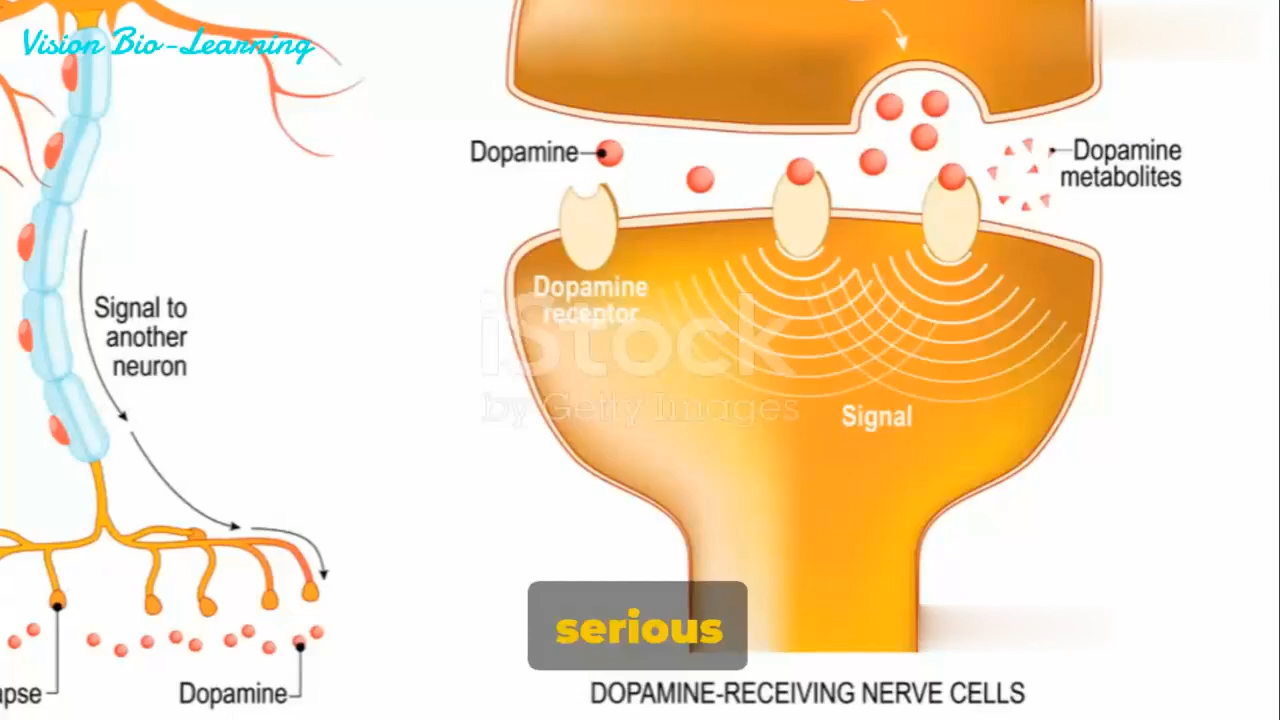 Vision Bio-Learning
Dopamine
Dopamine
metabolites
Dopamine
receptor
Signal to
another
neuron
iStock
by Getty Images
Signal
serious
apse
Dopamine
DOPAMINE-RECEIVING NERVE CELLS